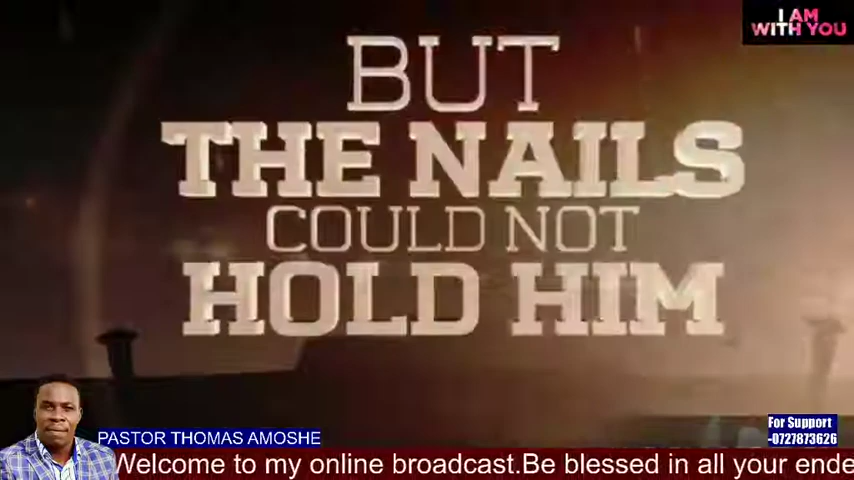 I AM
WITH YOU
BUT
THE NAILS
COULD NOT
HOLD HIM
For Support
-0727873626
PASTOR THOMAS AMOSHE
Welcome to my online broadcast.Be blessed in all your ende